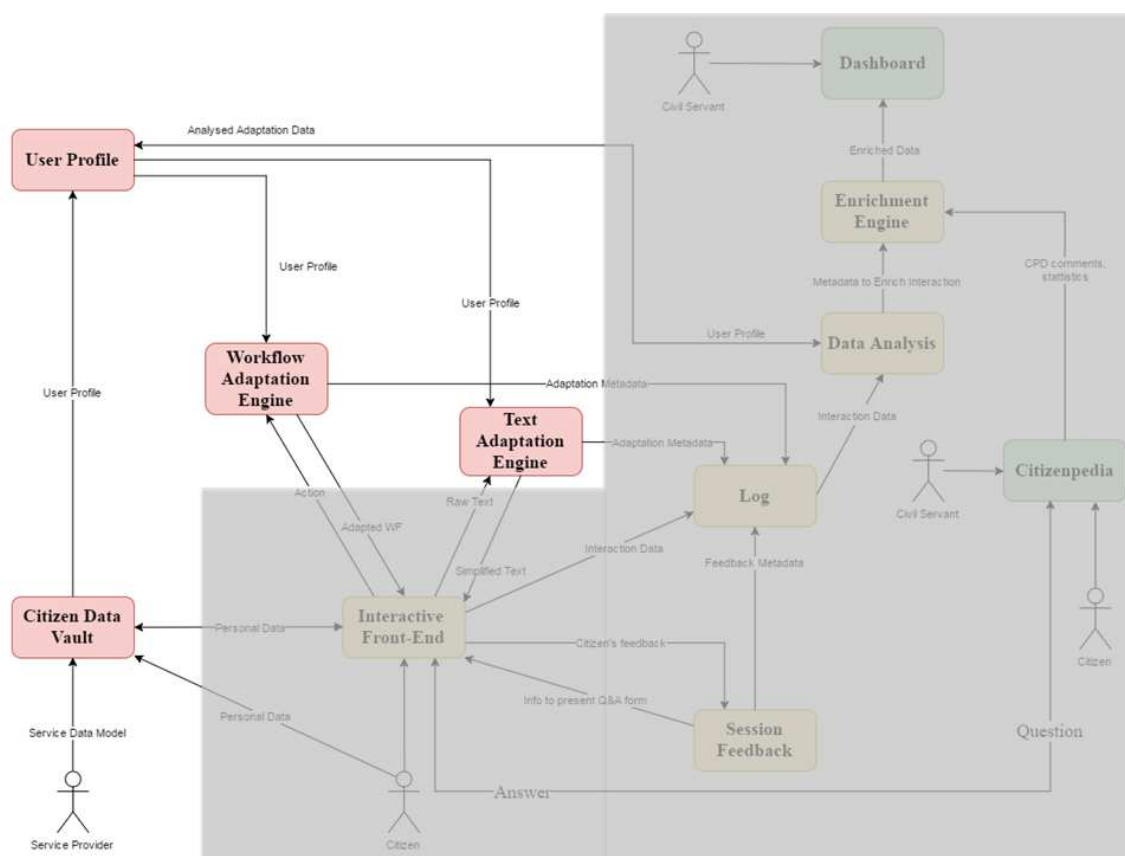 Dashboard
Civil Servant
Analysed Adaptation Data
User Profile
Enriched Data
Enrichment
Engine
User Profile
CPD comments,
stattistics
Metadata to Enrich Interaction
User Profile
User Profile
Data Analysis
Workflow
Adaptation
Engine
Adaptation Metadata
User Profile
Interaction Data
Text
Adaptation
Engine
Adaptation Metadata
Citizenpedia
Log
Civil Servant
Action
Raw Text
Adapted WF
Interaction Data
Feedback Metadata
Simplified Text
Citizen Data
Vault
Personal Data
Interactive
Front-End
Citizen's feedback
Citizen
Info to present Q&A form
Personal Data
Service Data Model
Session
Feedback
Question
Answer
Service Provider
Citizen